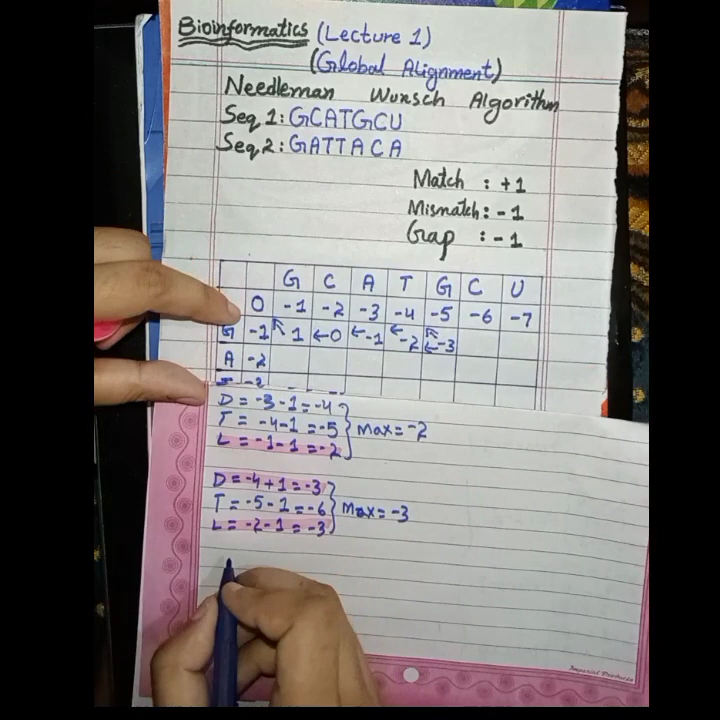 Bioinformatics (Lecture 1)
(Global Alignment)
Needleman Wunsch Algorithm
Seq 1: GCATGCU
Seq 2: GATTACA
Match : +1
Mismatch: -1
Gap : -1
G C A T G C U
0 -1 -2 -3 -4 -5 -6 -7
G -1 ↖ 1 ←0 ↖←-1 ←-2 ↖←-3
A -2
D = -3-1 = -4
T = -4-1 = -5 } Max = -2
L = -1-1 = -2
D = -4+1 = -3
T = -5-1 = -6 } Max = -3
L = -2-1 = -3